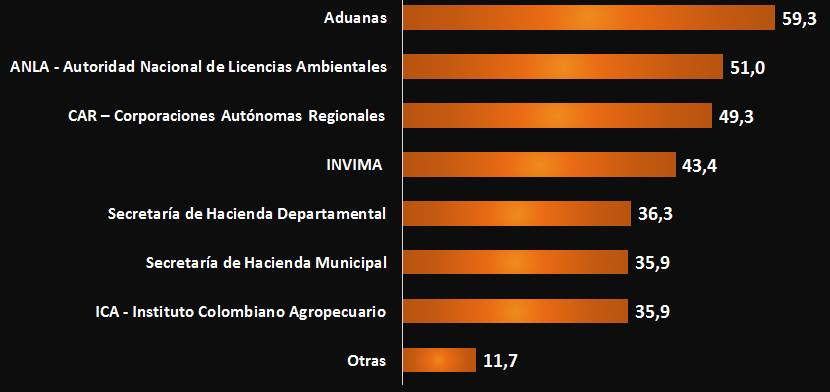 Aduanas 59,3
ANLA - Autoridad Nacional de Licencias Ambientales 51,0
CAR – Corporaciones Autónomas Regionales 49,3
INVIMA 43,4
Secretaría de Hacienda Departamental 36,3
Secretaría de Hacienda Municipal 35,9
ICA - Instituto Colombiano Agropecuario 35,9
Otras 11,7